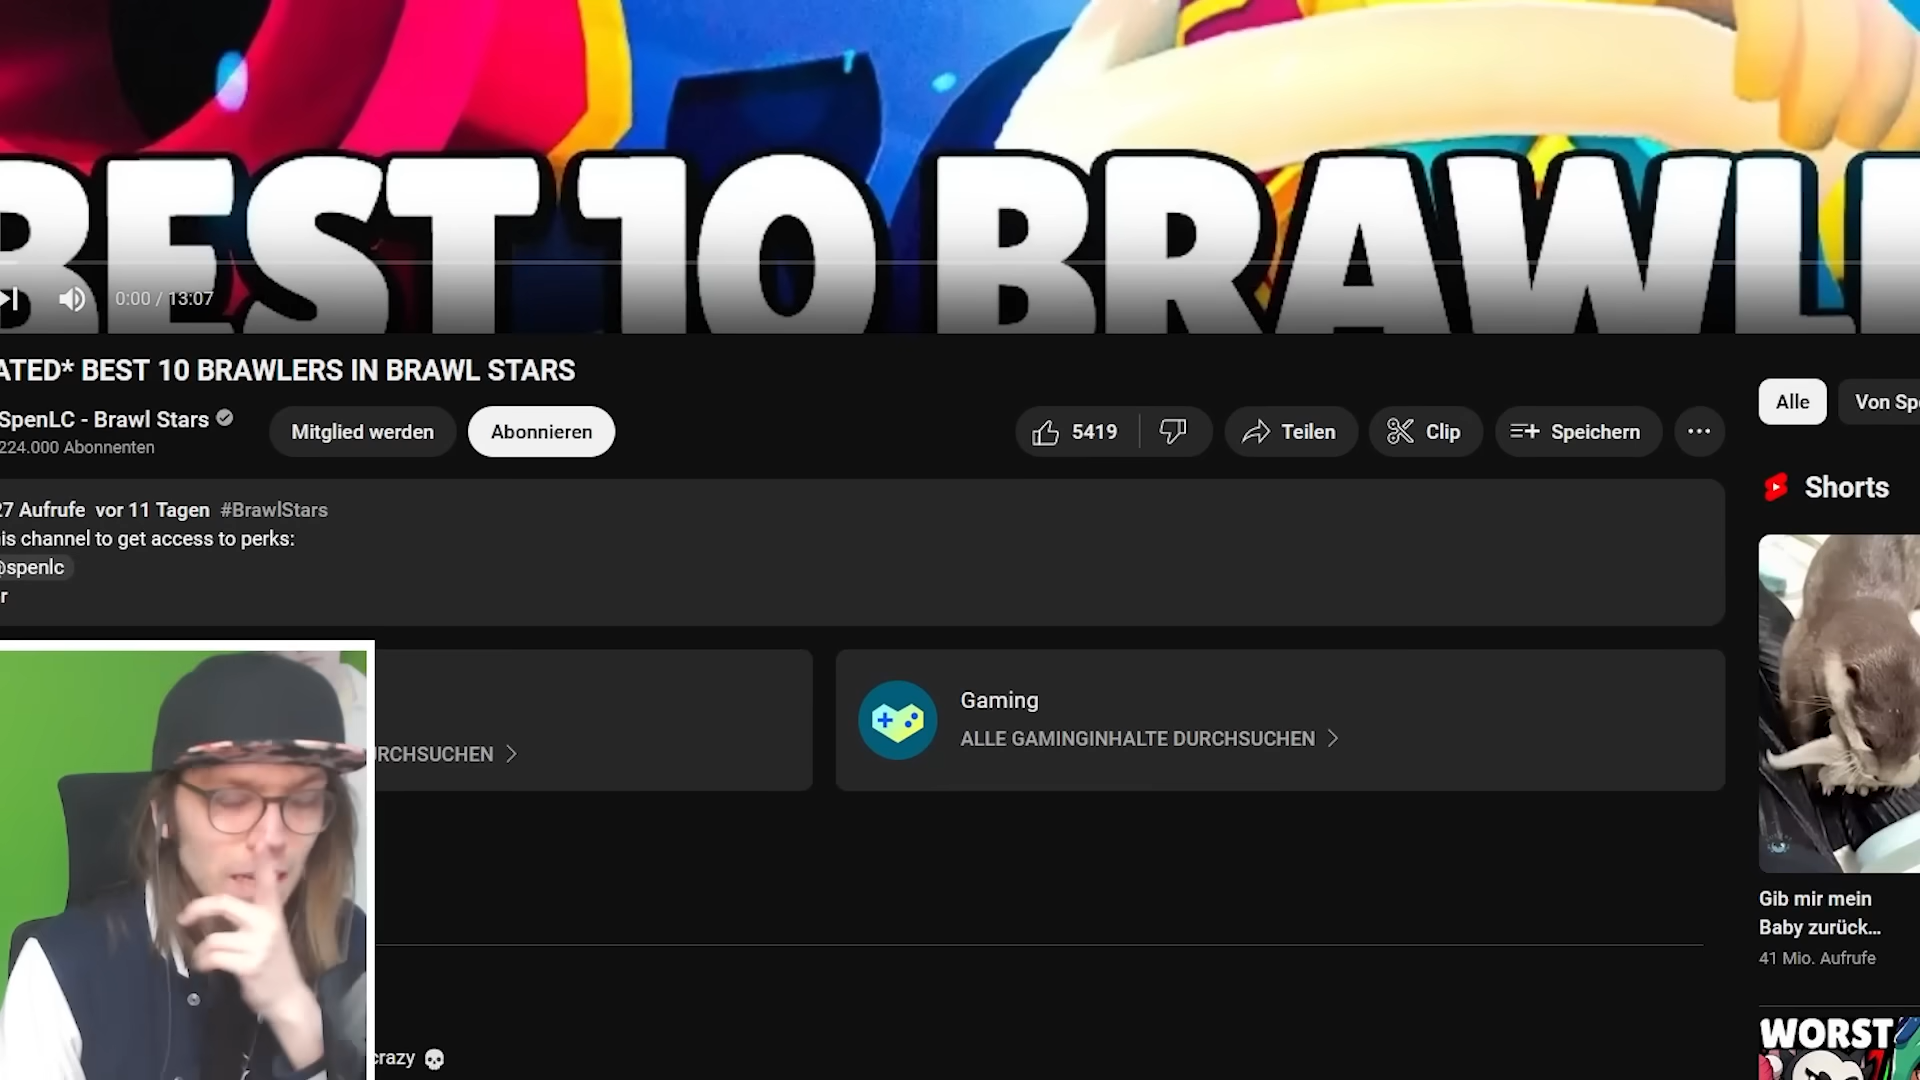 BEST 10 BRAWL
0:00 / 13:07
ATED* BEST 10 BRAWLERS IN BRAWL STARS
SpenLC - Brawl Stars
224.000 Abonnenten
Mitglied werden
Abonnieren
5419
Teilen
Clip
Speichern
Alle
Von Spe
27 Aufrufe vor 11 Tagen #BrawlStars
is channel to get access to perks:
@spenlc
r
Shorts
URCHSUCHEN
Gaming
ALLE GAMINGINHALTE DURCHSUCHEN
Gib mir mein
Baby zurück...
41 Mio. Aufrufe
crazy 💀
WORST